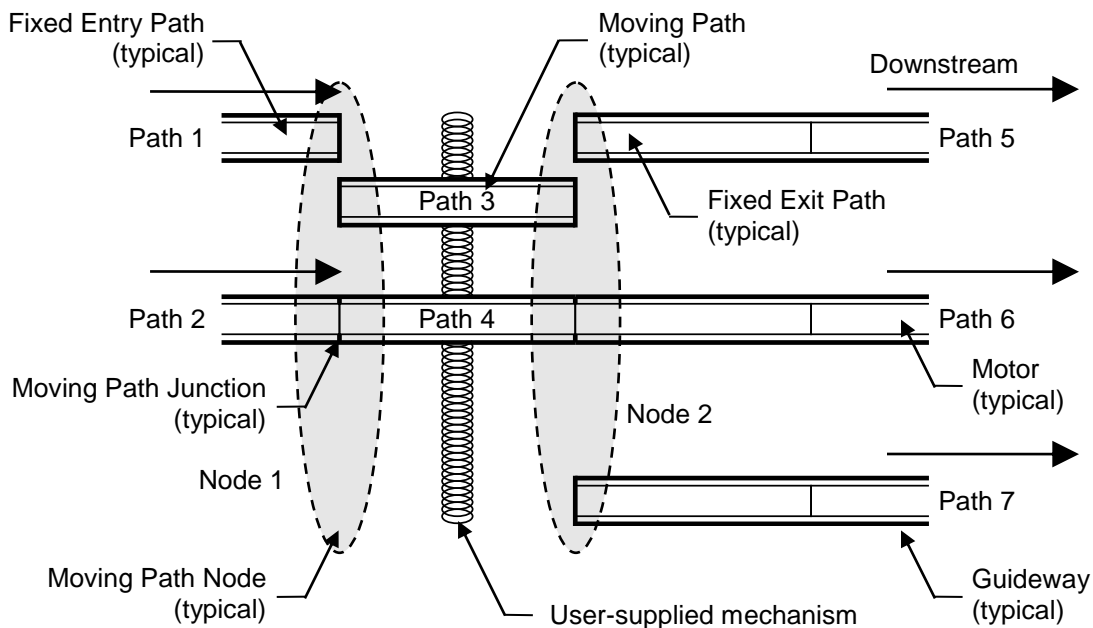 Fixed Entry Path
(typical)
Moving Path
(typical)
Downstream
Path 1
Path 5
Path 3
Fixed Exit Path
(typical)
Path 2
Path 4
Path 6
Moving Path Junction
(typical)
Motor
(typical)
Node 2
Node 1
Path 7
Moving Path Node
(typical)
User-supplied mechanism
Guideway
(typical)